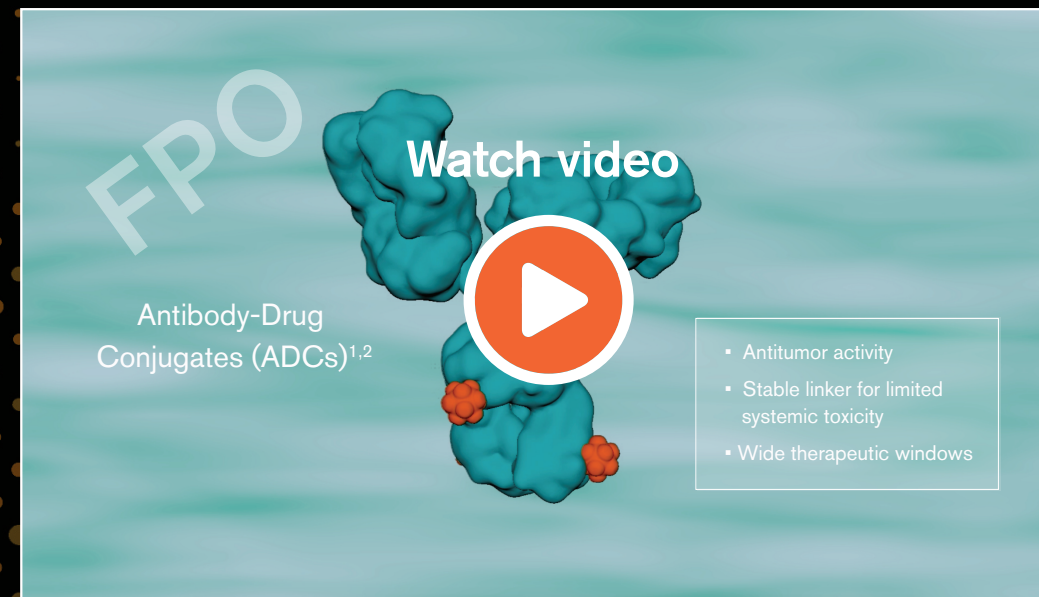 FPO
Watch video
Antibody-Drug
Conjugates (ADCs)1,2
▪ Antitumor activity
▪ Stable linker for limited
systemic toxicity
▪ Wide therapeutic windows